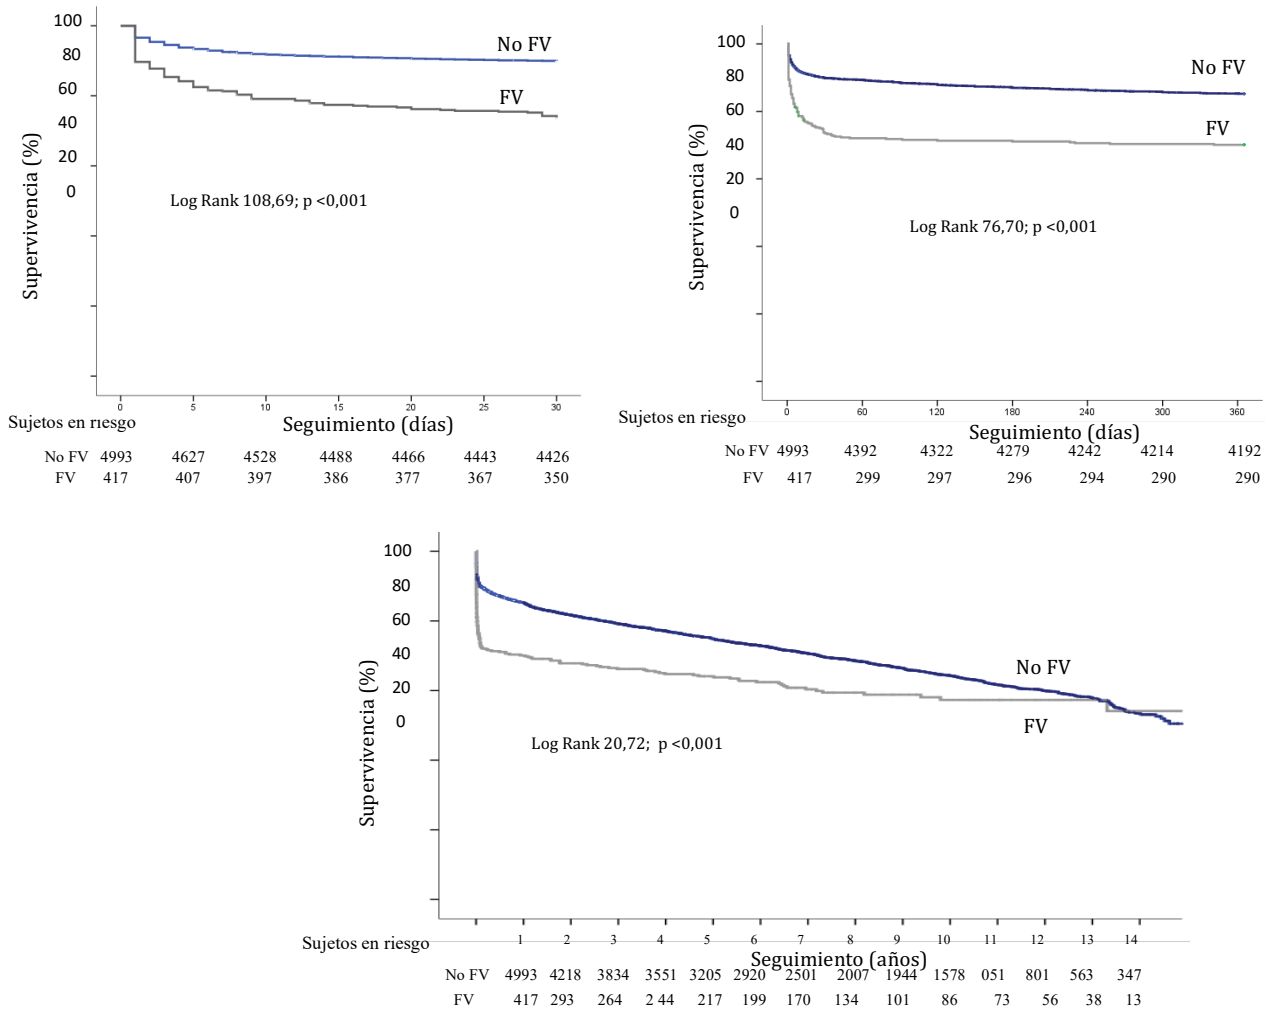 100
80
60
40
20
0
Supervivencia (%)
No FV
FV
Log Rank 108,69; p <0,001
0 5 10 15 20 25 30
Sujetos en riesgo
Seguimiento (días)
No FV 4993 4627 4528 4488 4466 4443 4426
FV 417 407 397 386 377 367 350
100
80
60
40
20
0
Supervivencia (%)
No FV
FV
Log Rank 76,70; p <0,001
0 60 120 180 240 300 360
Sujetos en riesgo
Seguimiento (días)
No FV 4993 4392 4322 4279 4242 4214 4192
FV 417 299 297 296 294 290 290
100
80
60
40
20
0
Supervivencia (%)
No FV
FV
Log Rank 20,72; p <0,001
1 2 3 4 5 6 7 8 9 10 11 12 13 14
Sujetos en riesgo
Seguimiento (años)
No FV 4993 4218 3834 3551 3205 2920 2501 2007 1944 1578 051 801 563 347
FV 417 293 264 2 44 217 199 170 134 101 86 73 56 38 13